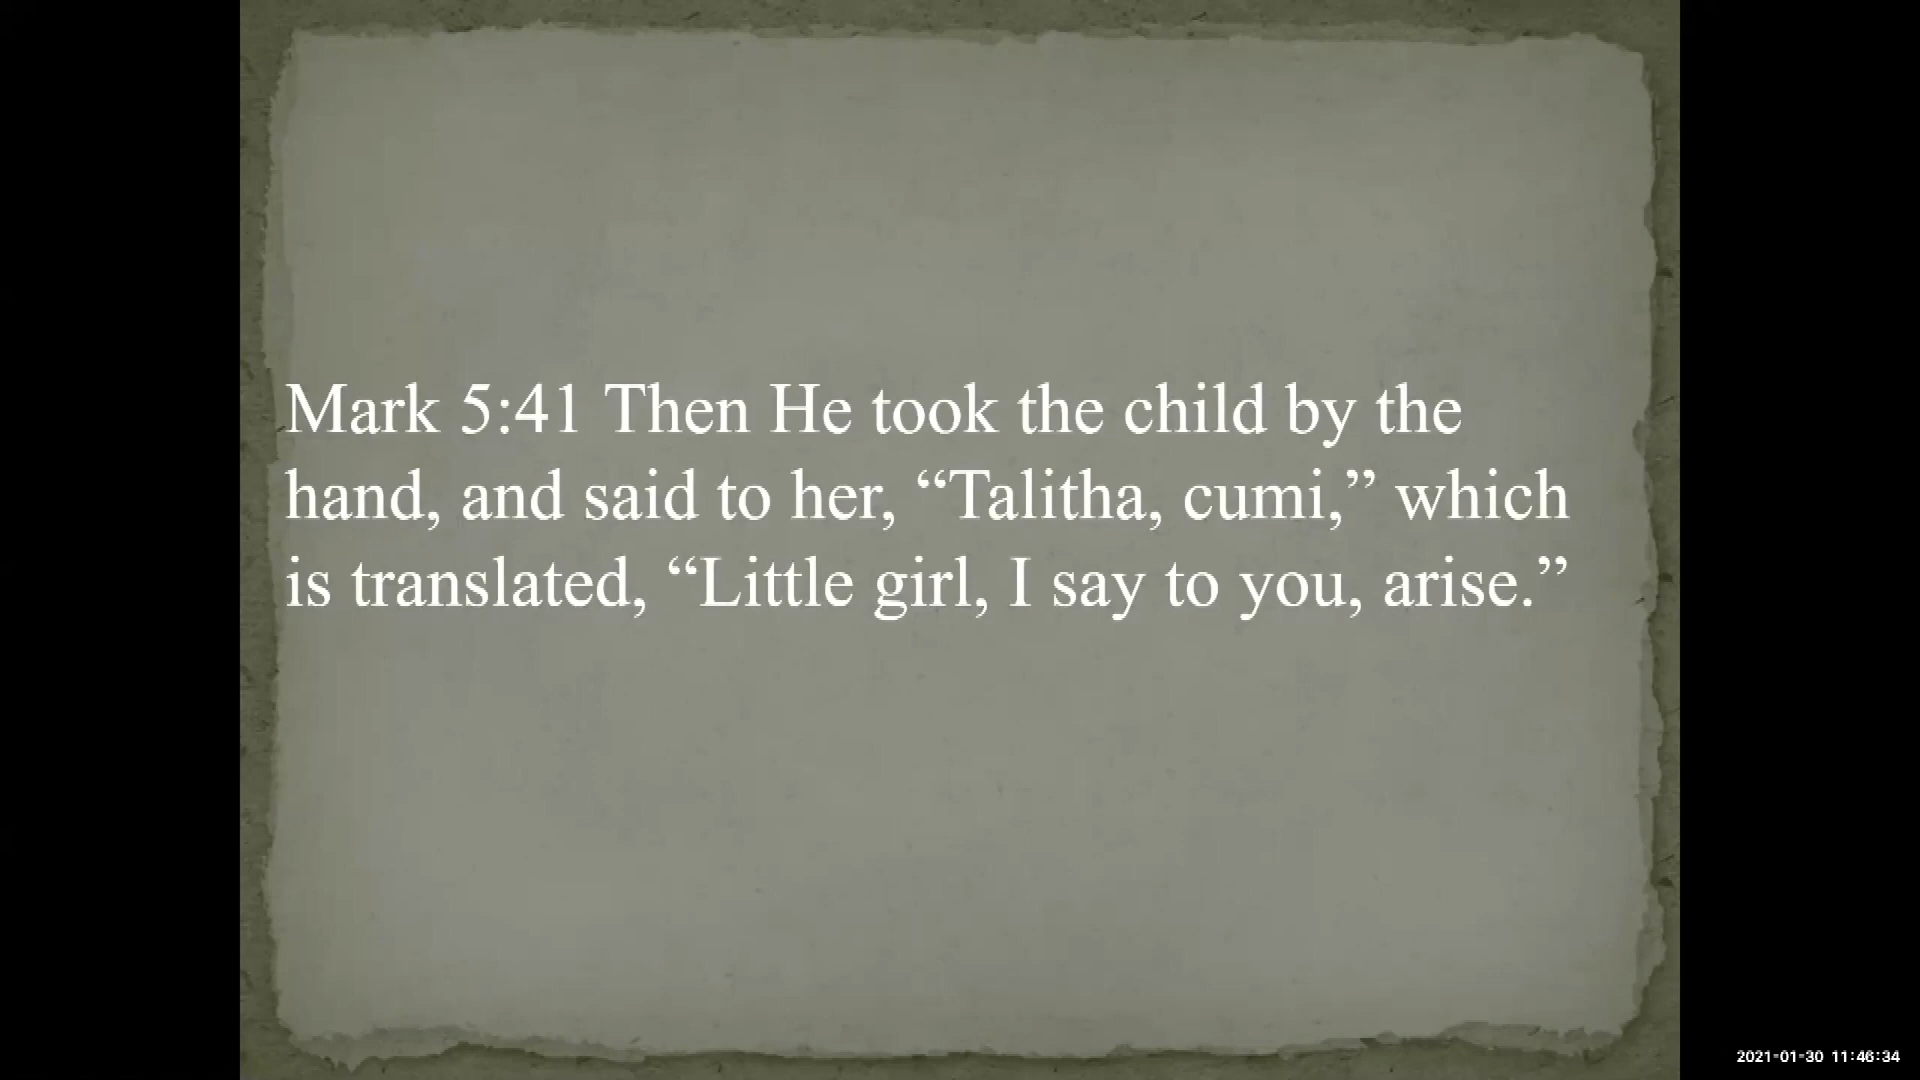 Mark 5:41 Then He took the child by the
hand, and said to her, “Talitha, cumi,” which
is translated, “Little girl, I say to you, arise.”
2021-01-30 11:46:34